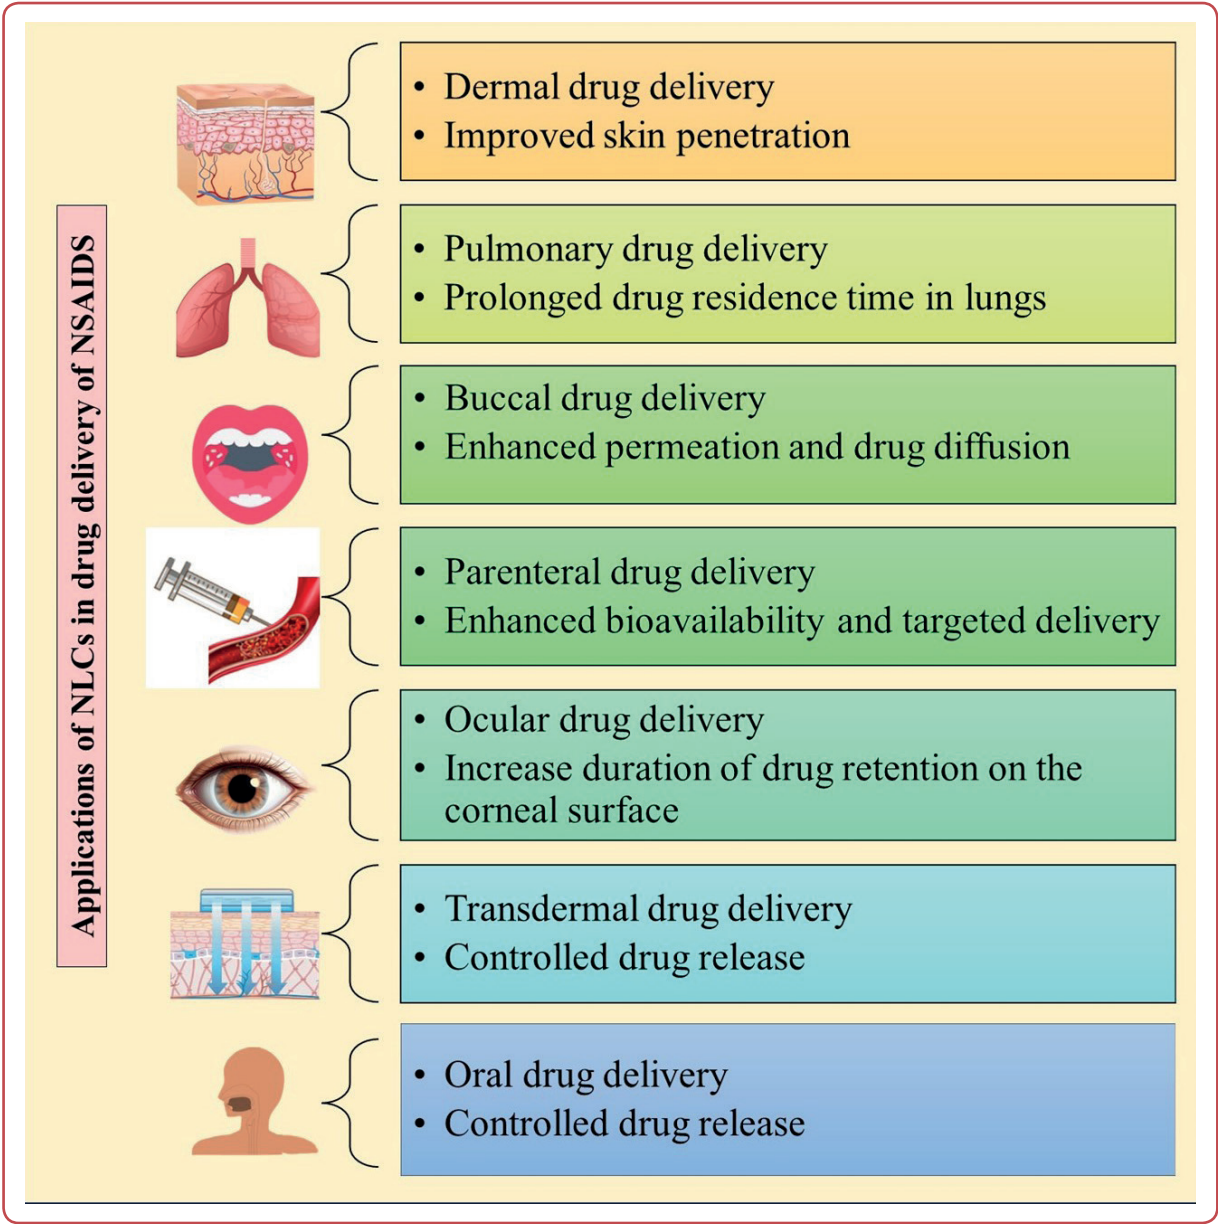 Applications of NLCs in drug delivery of NSAIDS
• Dermal drug delivery
• Improved skin penetration
• Pulmonary drug delivery
• Prolonged drug residence time in lungs
• Buccal drug delivery
• Enhanced permeation and drug diffusion
• Parenteral drug delivery
• Enhanced bioavailability and targeted delivery
• Ocular drug delivery
• Increase duration of drug retention on the
corneal surface
• Transdermal drug delivery
• Controlled drug release
• Oral drug delivery
• Controlled drug release